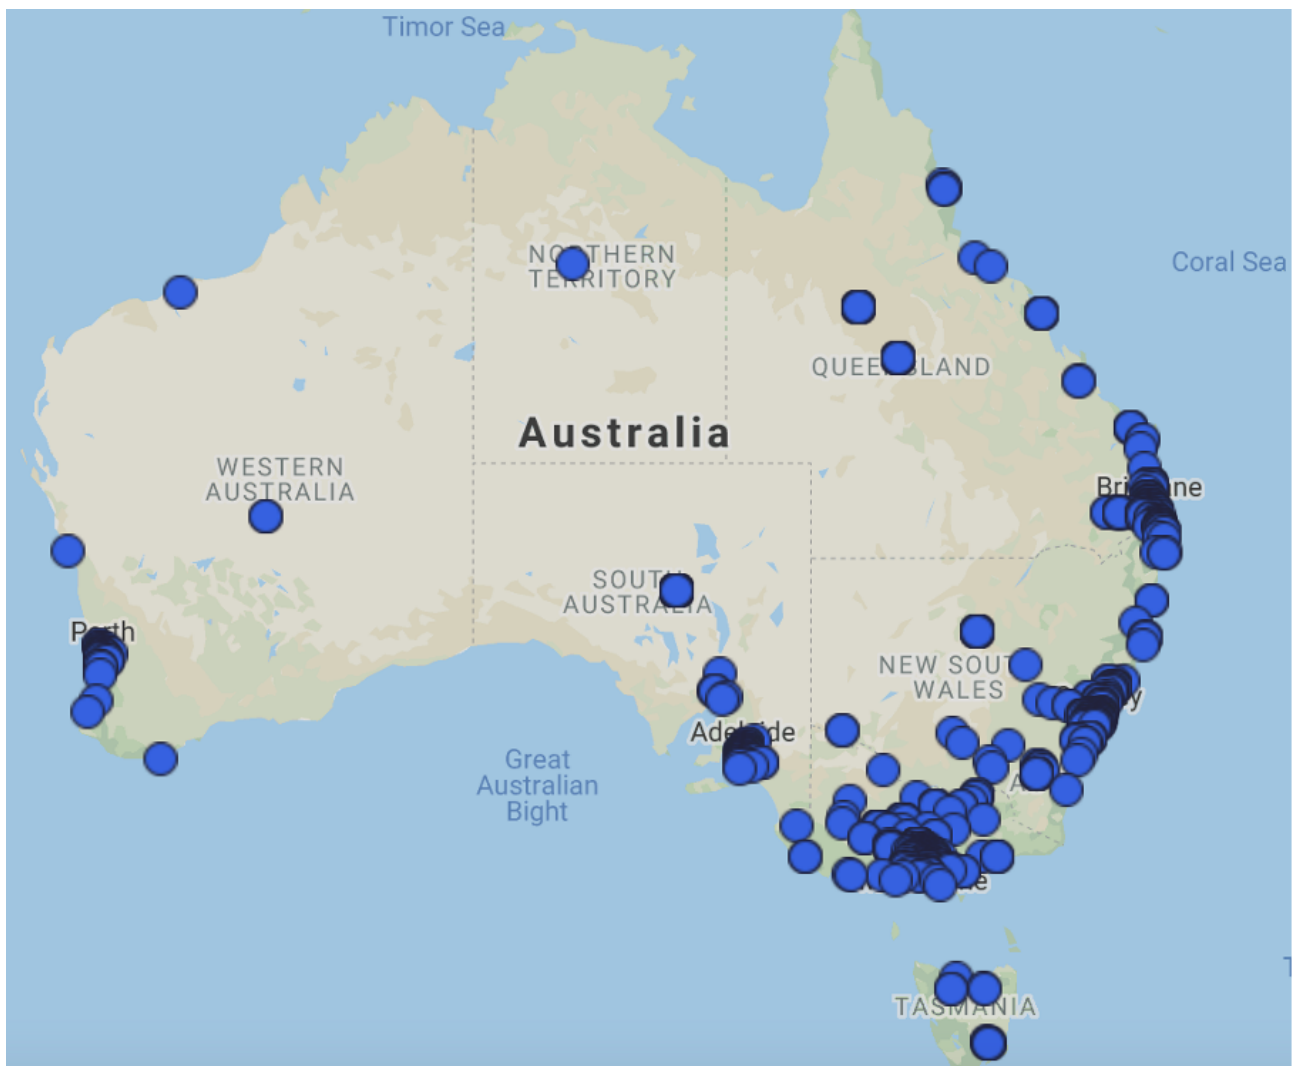 Timor Sea
Coral Sea
NORTHERN
TERRITORY
QUEENSLAND
Australia
WESTERN
AUSTRALIA
Brisbane
SOUTH
AUSTRALIA
Perth
NEW SOUTH
WALES
Adelaide
Great
Australian
Bight
TASMANIA